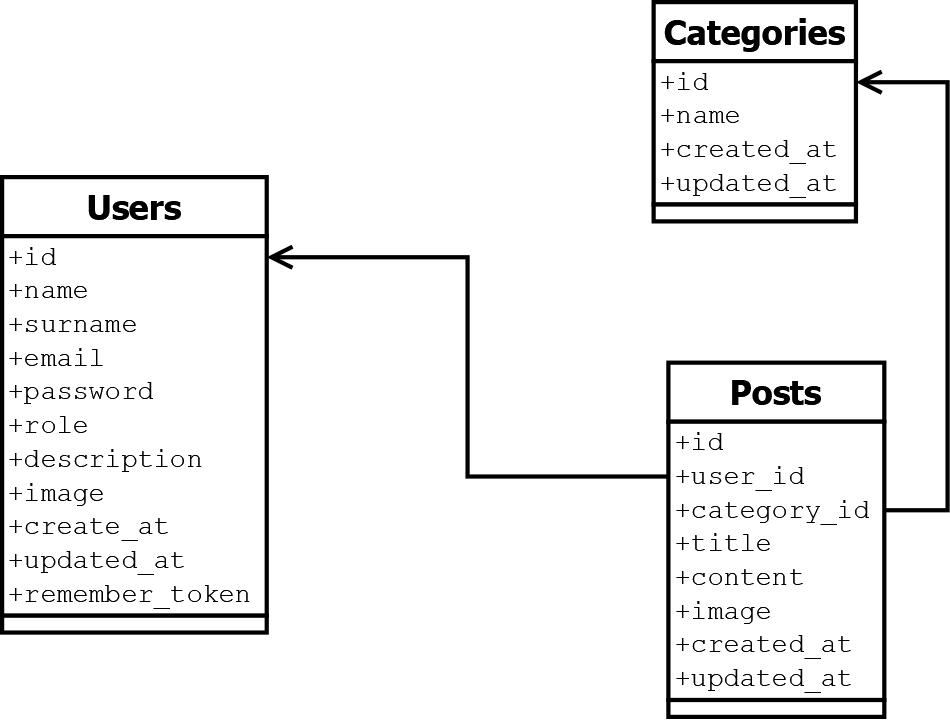 Categories
+id
+name
+created_at
+updated_at
Users
+id
+name
+surname
+email
+password
+role
+description
+image
+create_at
+updated_at
+remember_token
Posts
+id
+user_id
+category_id
+title
+content
+image
+created_at
+updated_at